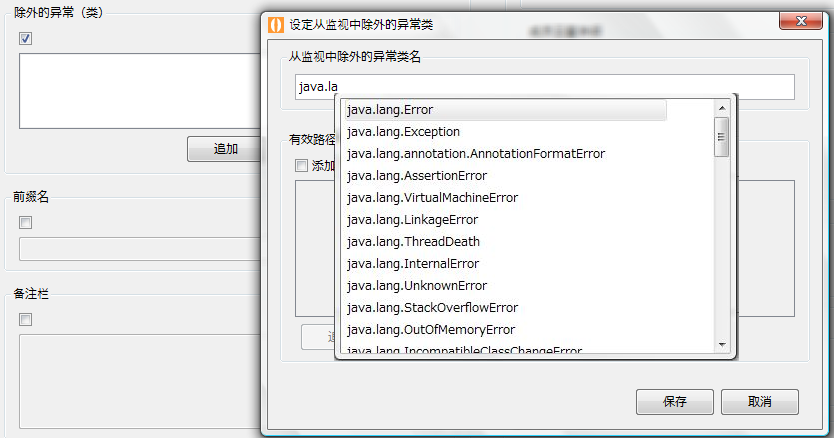 除外的异常（类）
追加
前缀名
备注栏
设定从监视中除外的异常类
从监视中除外的异常类名
java.la
有效路径
添加
java.lang.Error
java.lang.Exception
java.lang.annotation.AnnotationFormatError
java.lang.AssertionError
java.lang.VirtualMachineError
java.lang.LinkageError
java.lang.ThreadDeath
java.lang.InternalError
java.lang.UnknownError
java.lang.StackOverflowError
java.lang.OutOfMemoryError
java.lang.IncompatibleClassChangeError
保存
取消